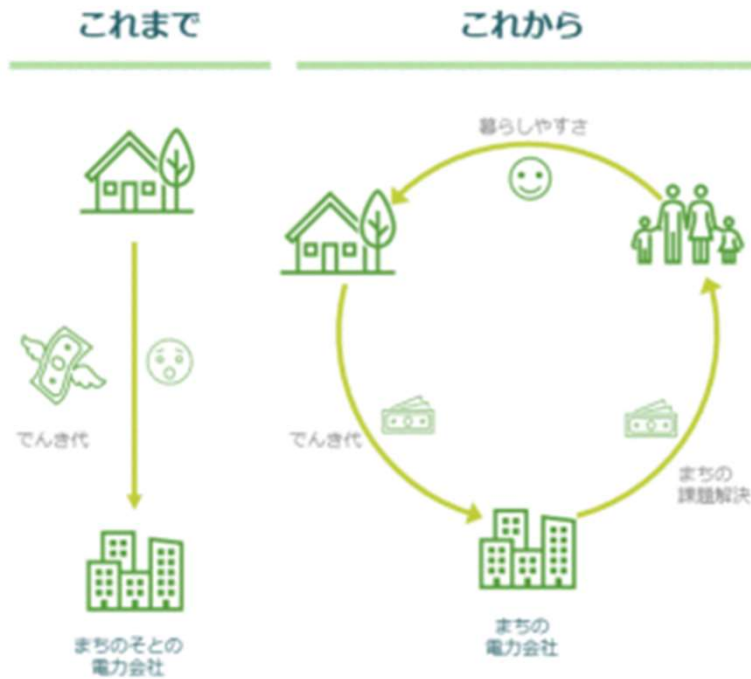 これまで
これから
でんき代
まちのそとの
電力会社
暮らしやすさ
でんき代
まちの
課題解決
まちの
電力会社